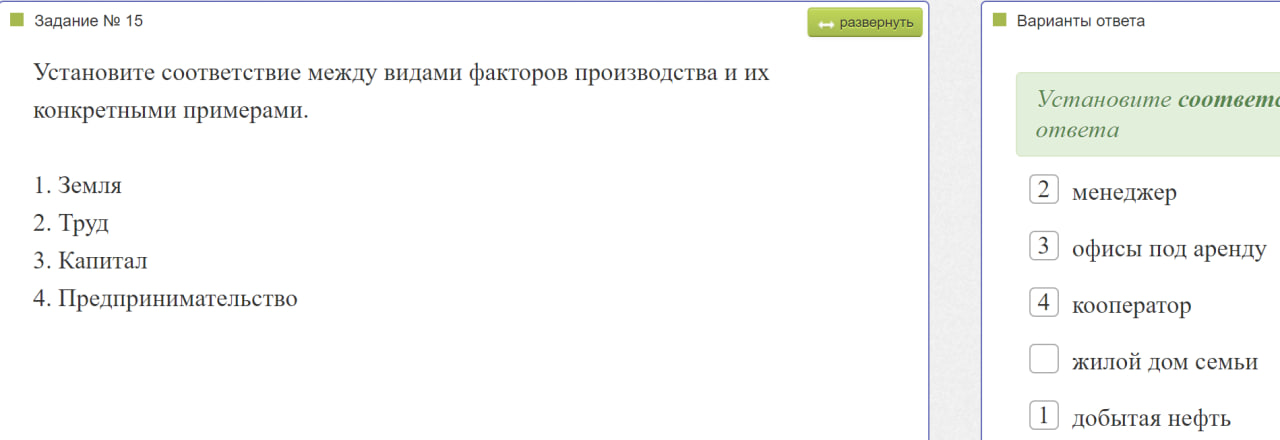 Задание № 15
развернуть
Установите соответствие между видами факторов производства и их
конкретными примерами.
1. Земля
2. Труд
3. Капитал
4. Предпринимательство
Варианты ответа
Установите
ответа
2 менеджер
3 офисы под аренду
4 кооператор
жилой дом семьи
1 добытая нефть